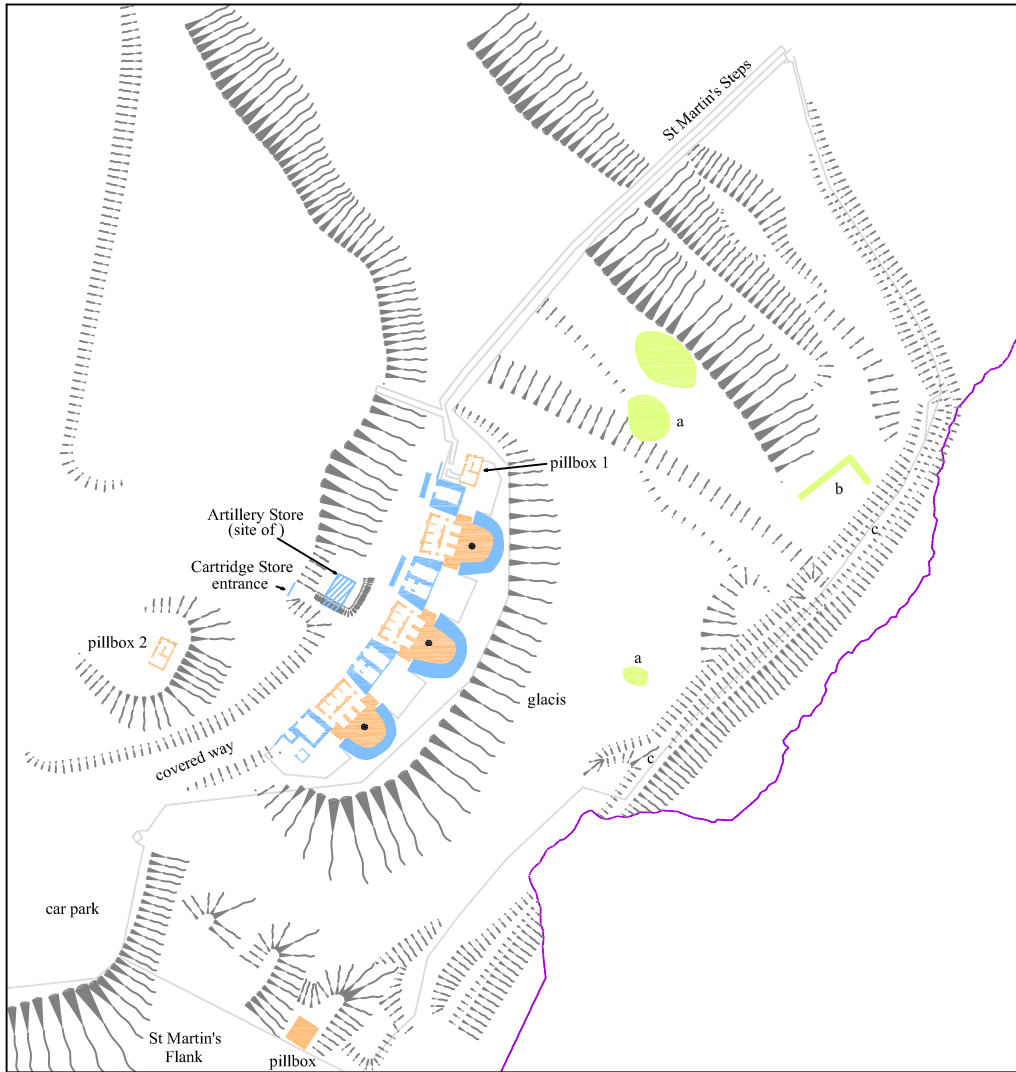 St Martin's Steps
a
pillbox 1
b
Artillery Store
(site of )
c
Cartridge Store
entrance
pillbox 2
a
glacis
covered way
c
car park
St Martin's
Flank
pillbox